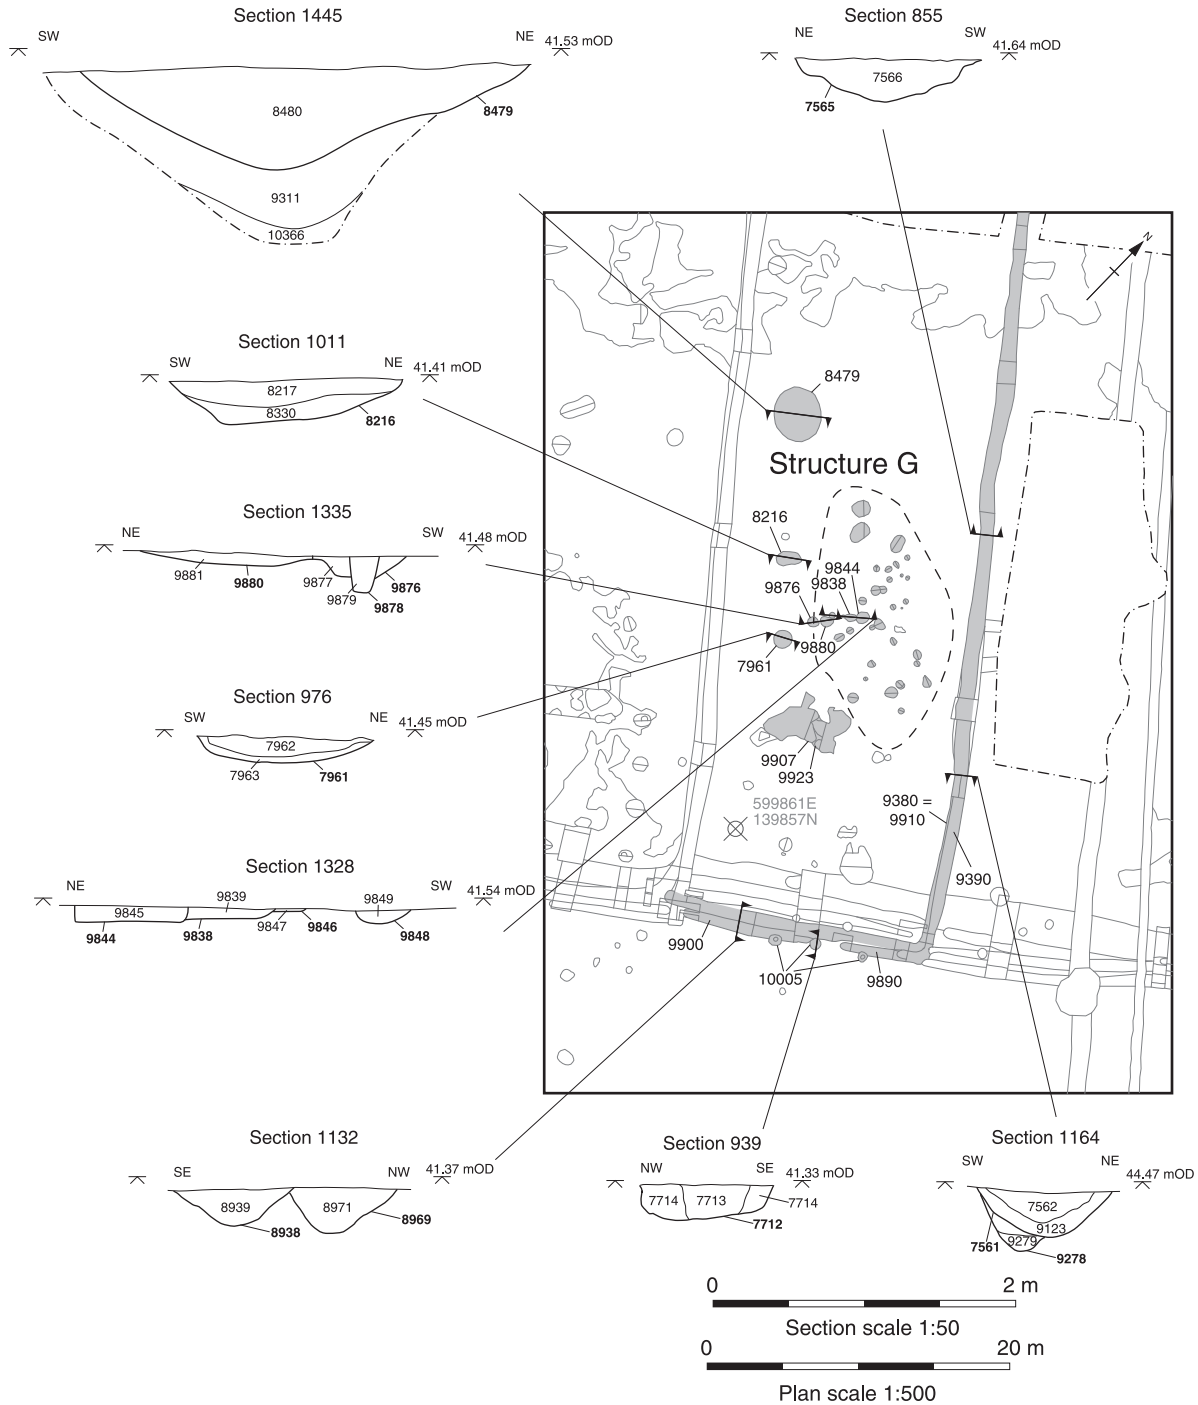 Section 1445
SW
NE
41.53 mOD
8480
8479
9311
10366
Section 855
NE
SW
41.64 mOD
7566
7565
Section 1011
SW
NE
41.41 mOD
8217
8330
8216
Section 1335
NE
SW
41.48 mOD
9881
9880
9877
9879
9876
9878
Section 976
SW
NE
41.45 mOD
7962
7963
7961
Section 1328
NE
SW
41.54 mOD
9839
9849
9845
9844
9838
9847
9846
9848
N
8479
Structure G
8216
9844
9838
9876
9880
7961
9907
9923
599861E
139857N
9380 =
9910
9390
9900
10005
9890
Section 1132
SE
NW
41.37 mOD
8939
8971
8969
8938
Section 939
NW
SE
41.33 mOD
7714
7713
7714
7712
Section 1164
SW
NE
44.47 mOD
7562
9123
9279
7561
9278
0
2 m
Section scale 1:50
0
20 m
Plan scale 1:500